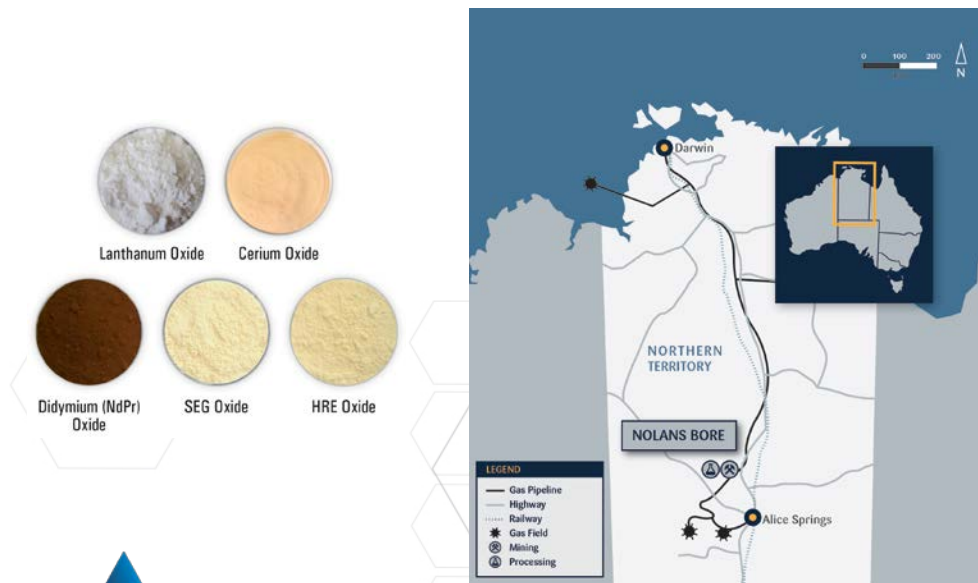 Lanthanum Oxide
Cerium Oxide
Didymium (NdPr)
Oxide
SEG Oxide
HRE Oxide
0 100 200
N
Darwin
NORTHERN
TERRITORY
NOLANS BORE
Alice Springs
LEGEND
Gas Pipeline
Highway
Railway
Gas Field
Mining
Processing